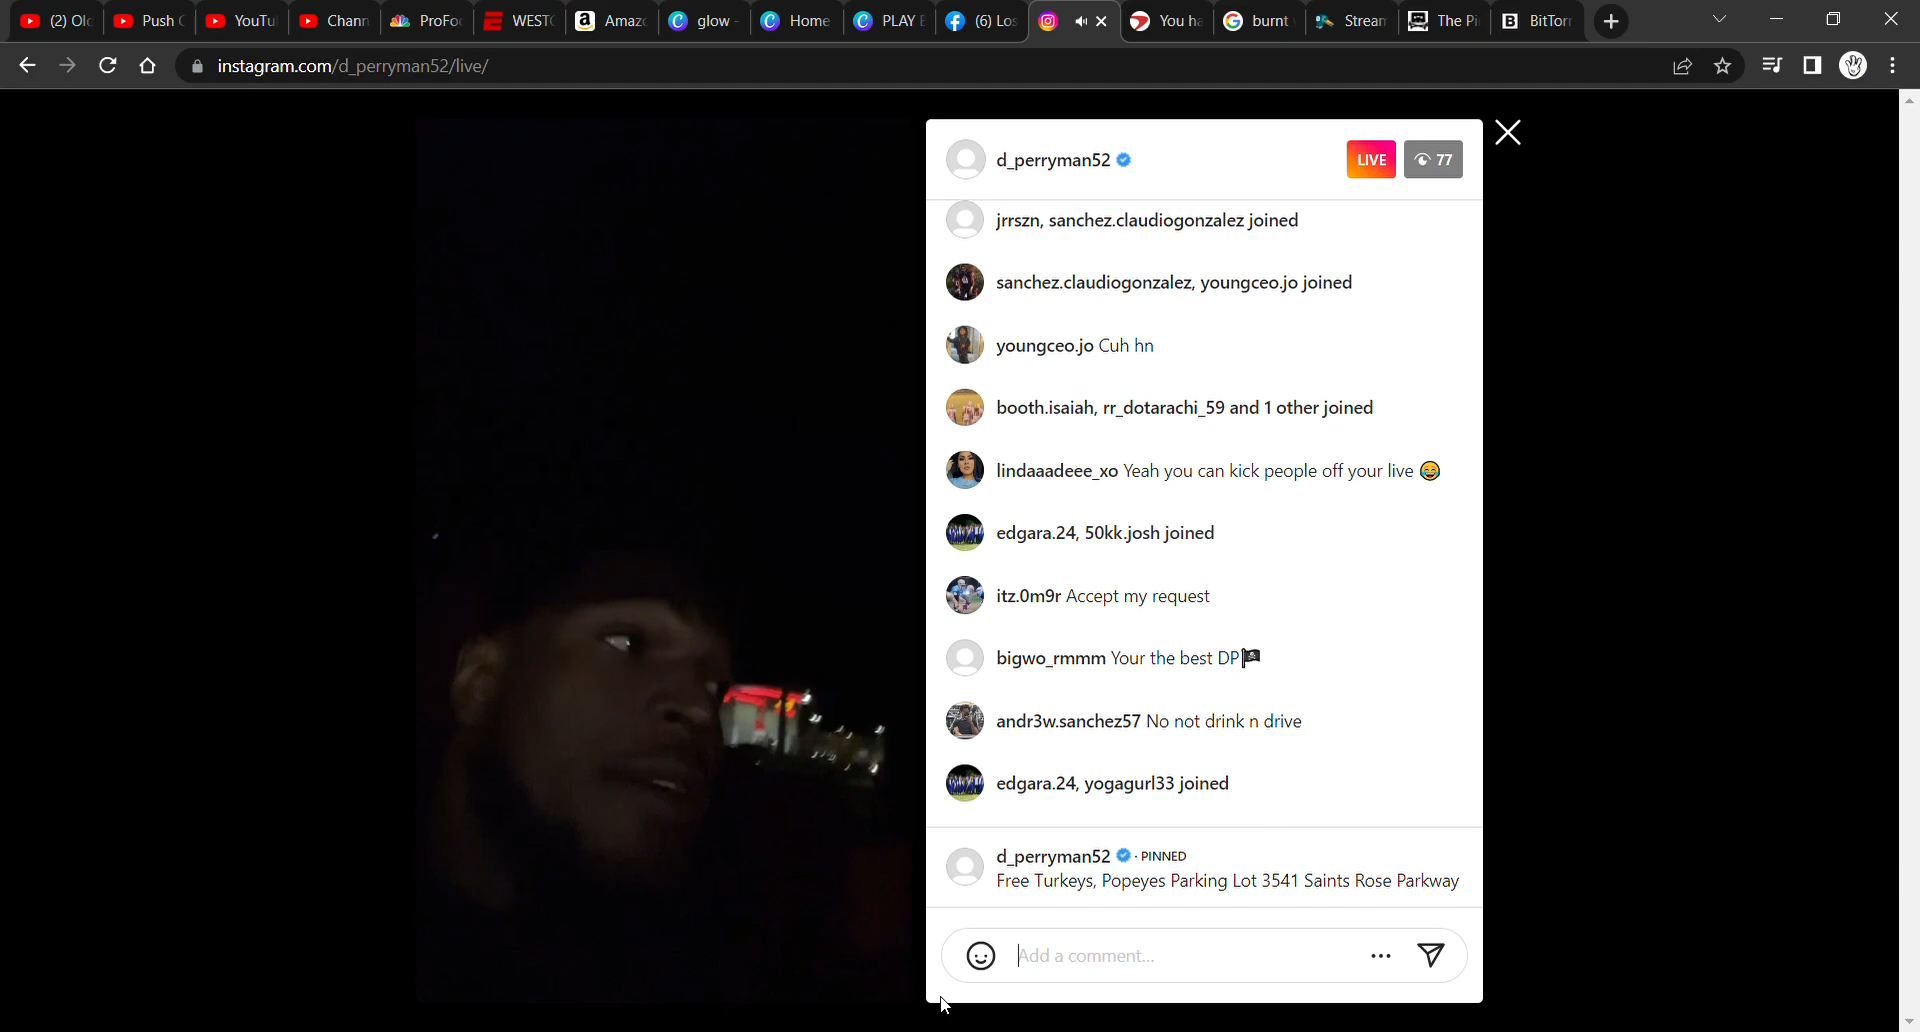 (2) Ol
Push
YouTu
Chann
ProFo
WEST
Amaz
glow -
Home
PLAY
(6) Los
You ha
burnt
Stream
The Pi
BitTor
instagram.com/d_perryman52/live/
d_perryman52
LIVE
77
jrrszn, sanchez.claudiogonzalez joined
sanchez.claudiogonzalez, youngceo.jo joined
youngceo.jo Cuh hn
booth.isaiah, rr_dotarachi_59 and 1 other joined
lindaaadeee_xo Yeah you can kick people off your live 😂
edgara.24, 50kk.josh joined
itz.0m9r Accept my request
bigwo_rmmm Your the best DP🏴‍☠️
andr3w.sanchez57 No not drink n drive
edgara.24, yogagurl33 joined
d_perryman52 · PINNED
Free Turkeys, Popeyes Parking Lot 3541 Saints Rose Parkway
Add a comment...